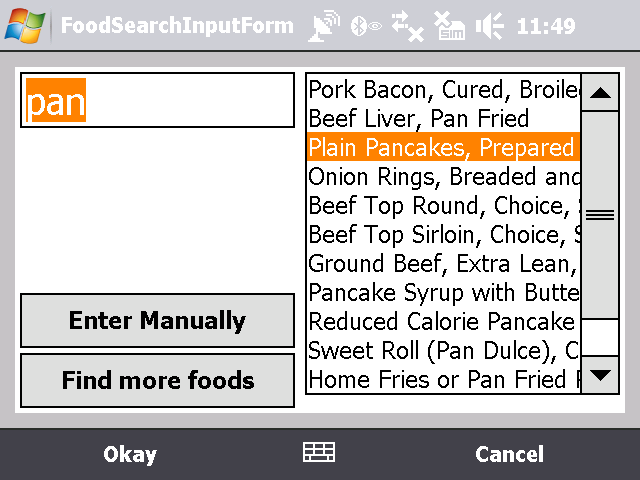 FoodSearchInputForm
SIM
11:49
pan
Pork Bacon, Cured, Broile
Beef Liver, Pan Fried
Plain Pancakes, Prepared
Onion Rings, Breaded and
Beef Top Round, Choice,
Beef Top Sirloin, Choice, S
Ground Beef, Extra Lean,
Pancake Syrup with Butte
Reduced Calorie Pancake
Sweet Roll (Pan Dulce), C
Home Fries or Pan Fried
Enter Manually
Find more foods
Okay
Cancel